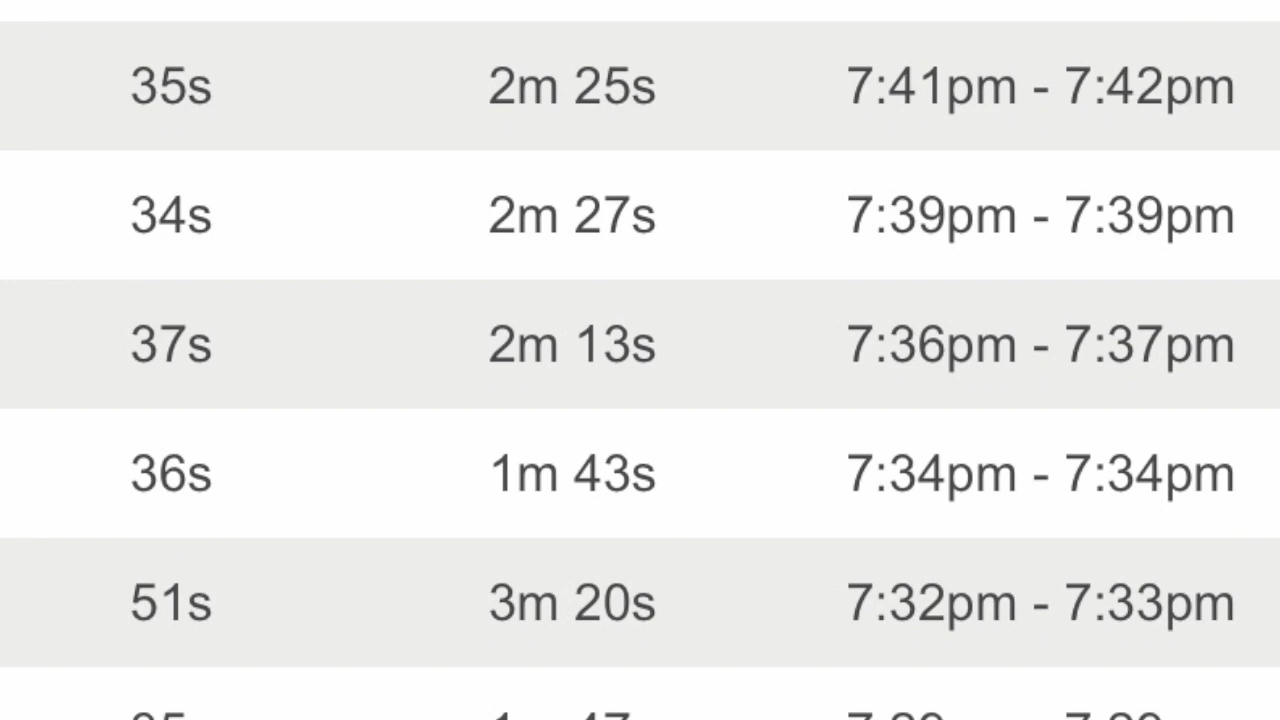 35s 2m 25s 7:41pm - 7:42pm
34s 2m 27s 7:39pm - 7:39pm
37s 2m 13s 7:36pm - 7:37pm
36s 1m 43s 7:34pm - 7:34pm
51s 3m 20s 7:32pm - 7:33pm